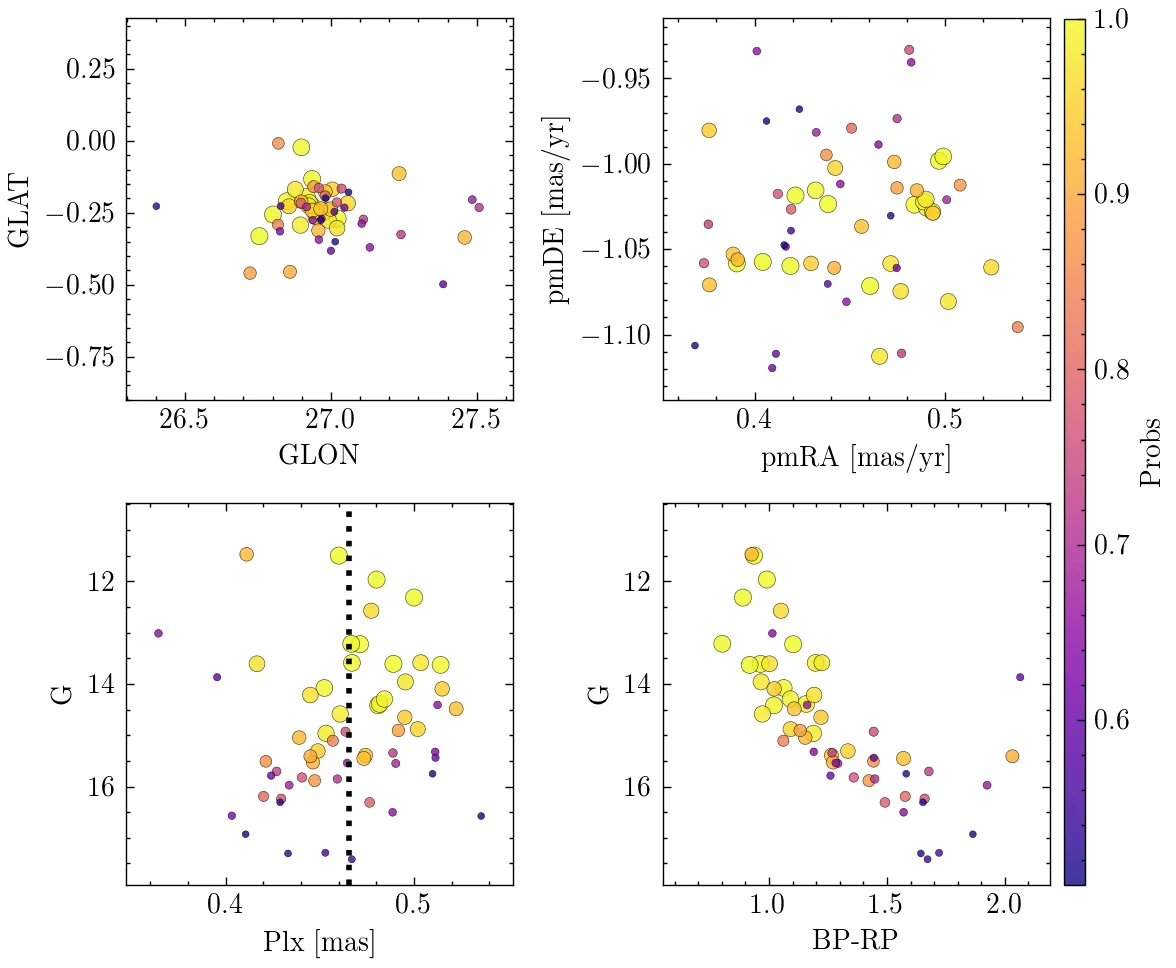 0.25
0.00
−0.25
−0.50
−0.75
GLAT
26.5 27.0 27.5
GLON
−0.95
−1.00
−1.05
−1.10
pmDE [mas/yr]
0.4 0.5
pmRA [mas/yr]
12
14
16
G
0.4 0.5
Plx [mas]
12
14
16
G
1.0 1.5 2.0
BP-RP
1.0
0.9
0.8
0.7
0.6
Probs